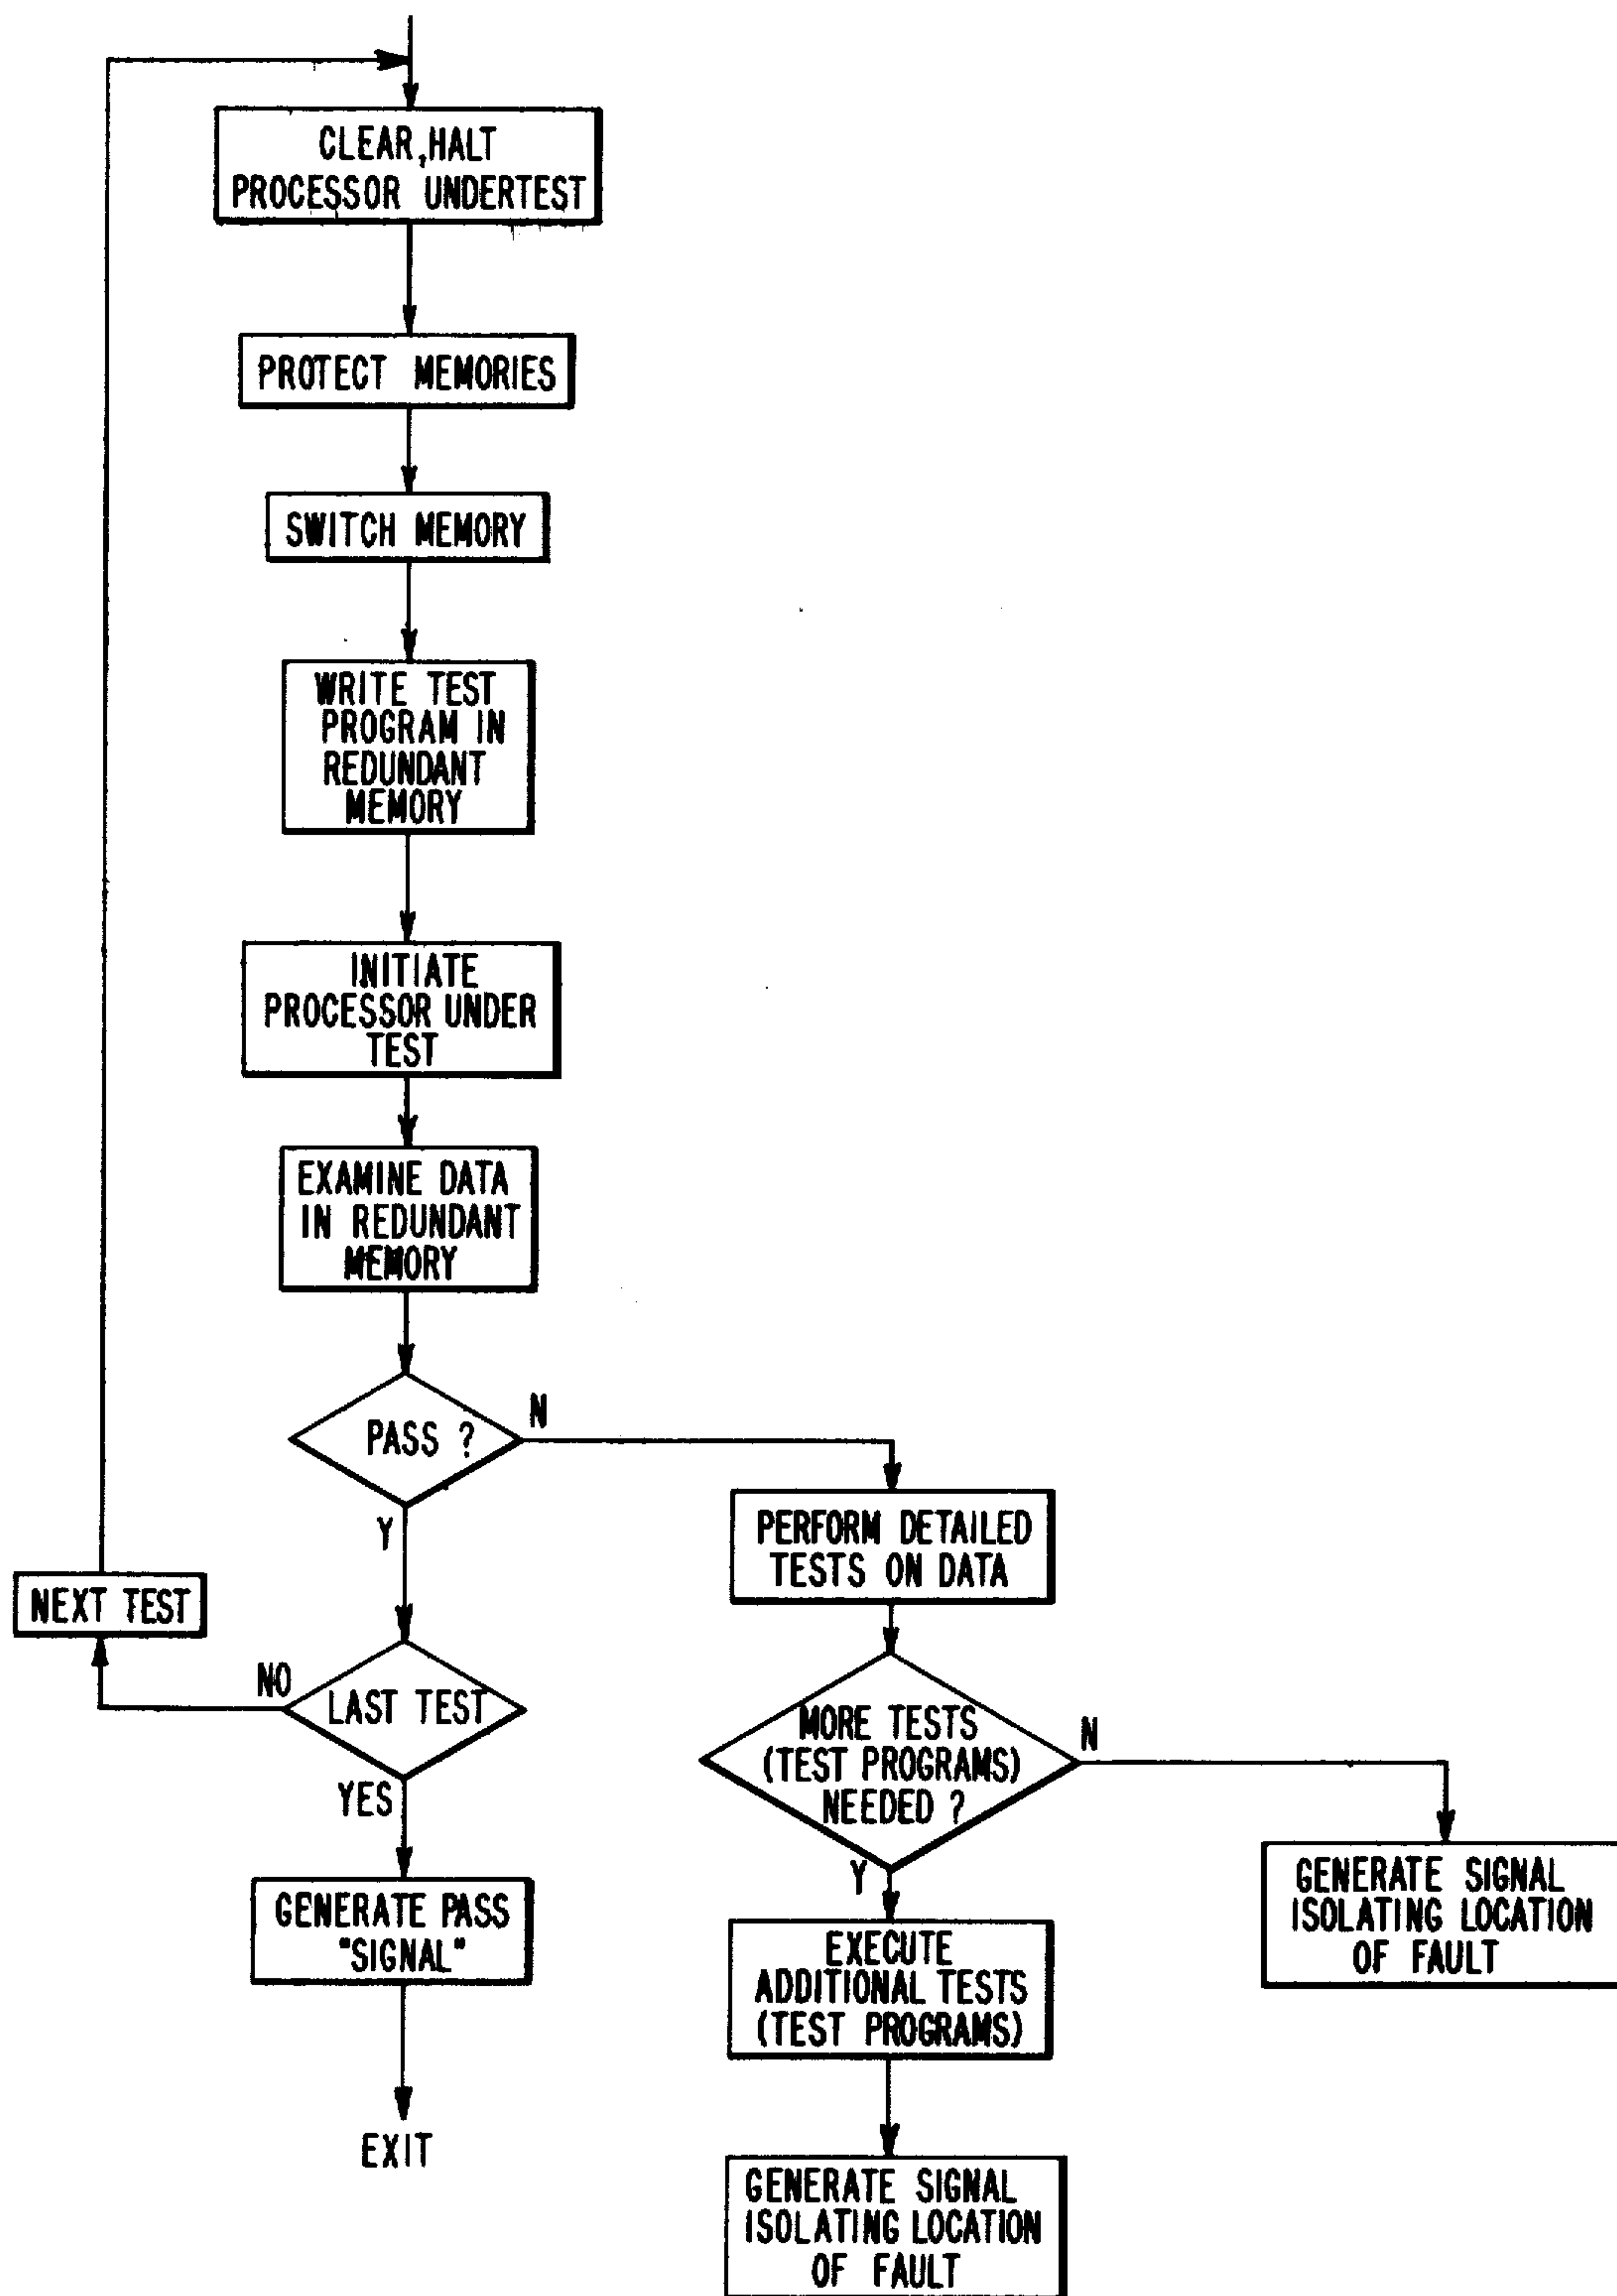 CLEAR, HALT
PROCESSOR UNDERTEST
PROTECT MEMORIES
SWITCH MEMORY
WRITE TEST
PROGRAM IN
REDUNDANT
MEMORY
INITIATE
PROCESSOR UNDER
TEST
EXAMINE DATA
IN REDUNDANT
MEMORY
PASS ?
N
Y
PERFORM DETAILED
TESTS ON DATA
NEXT TEST
NO
LAST TEST
YES
MORE TESTS
(TEST PROGRAMS)
NEEDED ?
N
Y
GENERATE PASS
"SIGNAL"
EXIT
EXECUTE
ADDITIONAL TESTS
(TEST PROGRAMS)
GENERATE SIGNAL
ISOLATING LOCATION
OF FAULT
GENERATE SIGNAL
ISOLATING LOCATION
OF FAULT